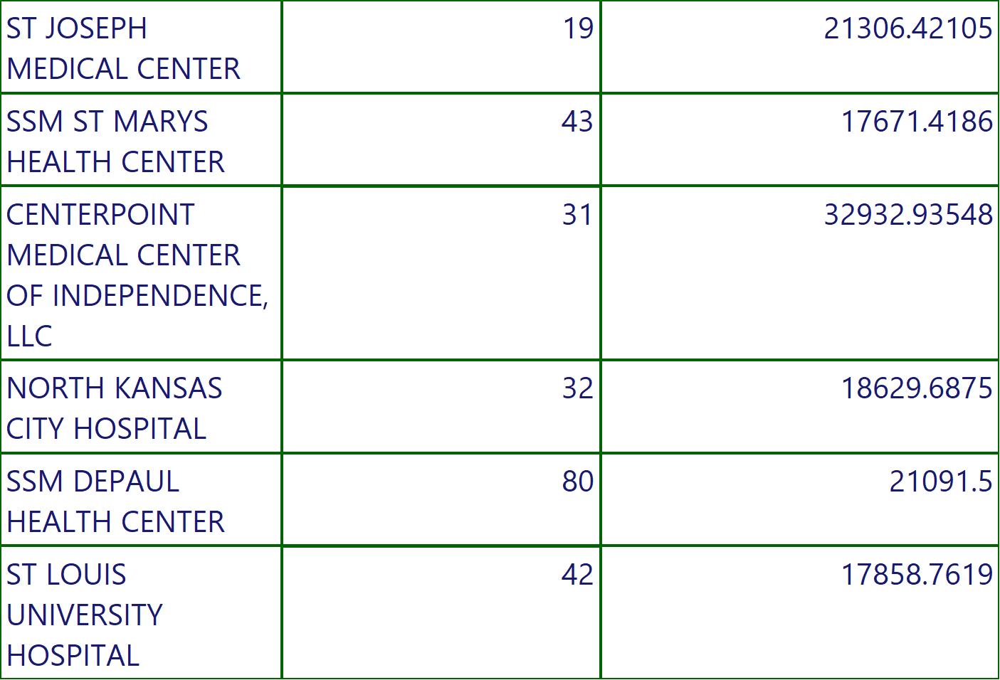 ST JOSEPH 19 21306.42105
MEDICAL CENTER
SSM ST MARYS 43 17671.4186
HEALTH CENTER
CENTERPOINT 31 32932.93548
MEDICAL CENTER
OF INDEPENDENCE,
LLC
NORTH KANSAS 32 18629.6875
CITY HOSPITAL
SSM DEPAUL 80 21091.5
HEALTH CENTER
ST LOUIS 42 17858.7619
UNIVERSITY
HOSPITAL